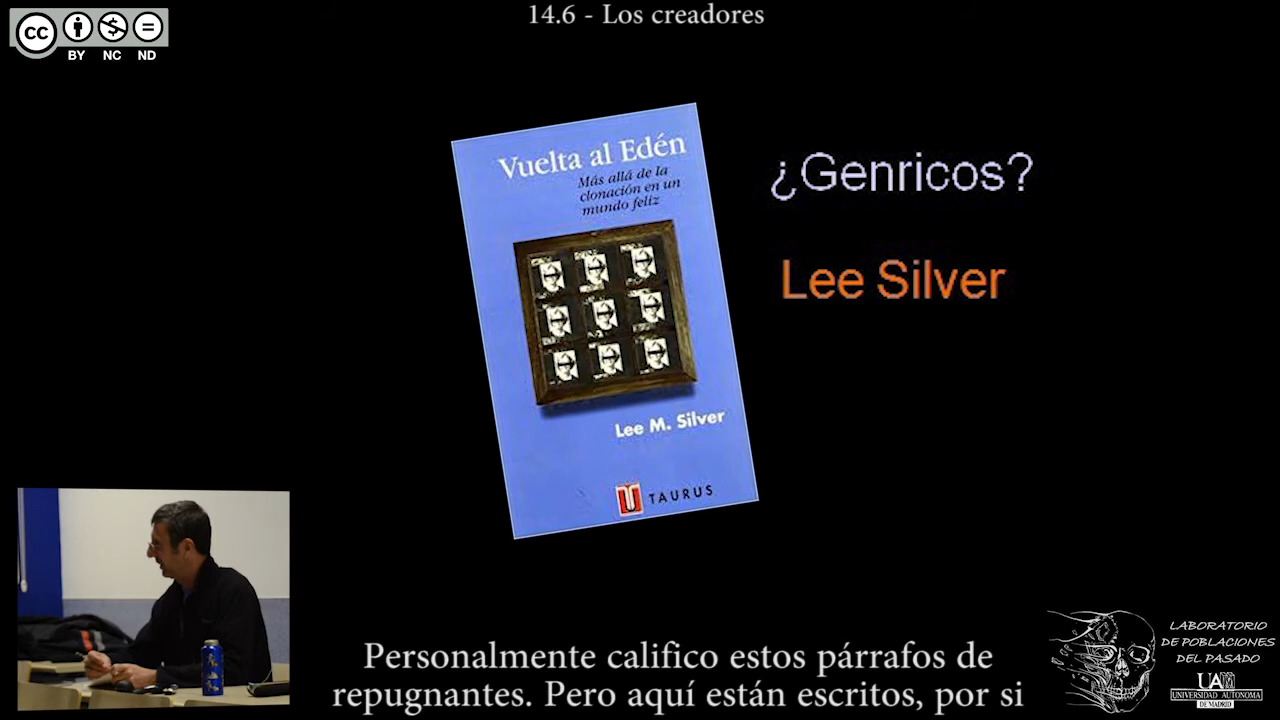 14.6 - Los creadores
cc
BY NC ND
Vuelta al Edén
Más allá de la
clonación en un
mundo feliz
Lee M. Silver
TAURUS
¿Genricos?
Lee Silver
Personalmente califico estos párrafos de
repugnantes. Pero aquí están escritos, por si
LABORATORIO
DE POBLACIONES
DEL PASADO
UAM
UNIVERSIDAD AUTONOMA
DE MADRID